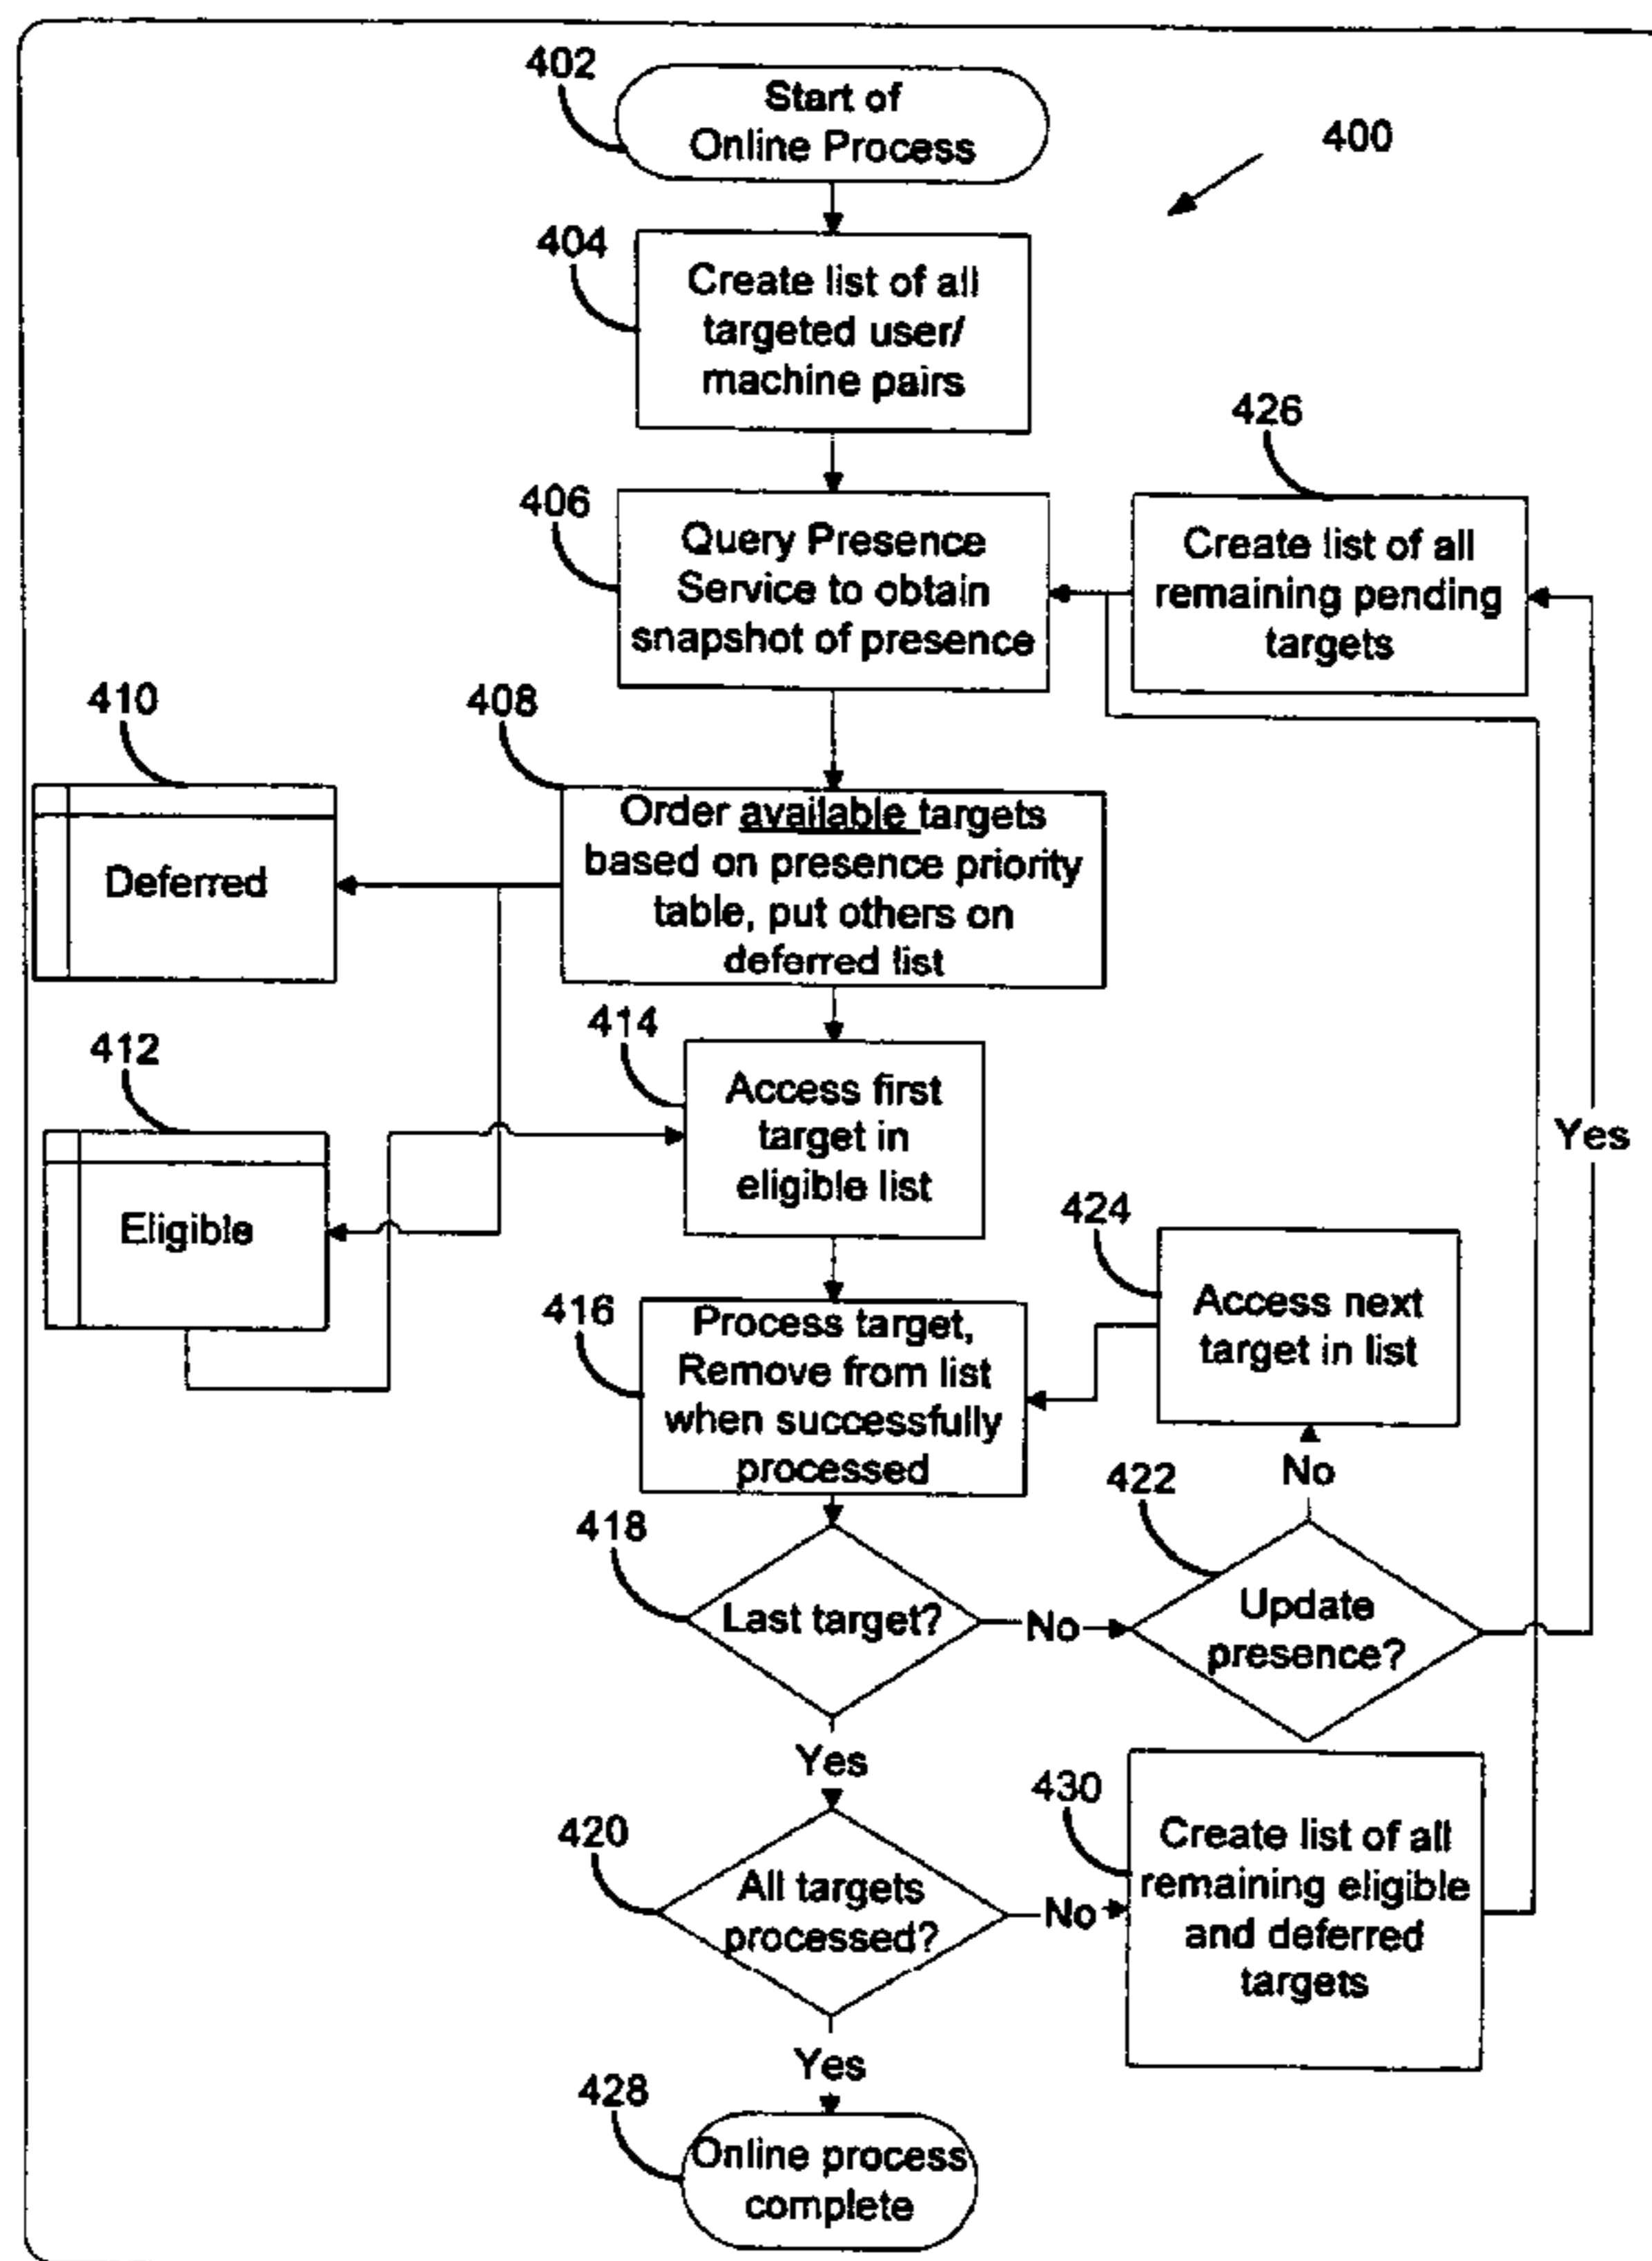 402
Start of
Online Process
400
404
Create list of all
targeted user/
machine pairs
426
406
Query Presence
Service to obtain
snapshot of presence
Create list of all
remaining pending
targets
410
408
Deferred
Order available targets
based on presence priority
table, put others on
deferred list
414
412
Access first
target in
eligible list
Yes
Eligible
424
Access next
target in list
416
Process target,
Remove from list
when successfully
processed
No
422
418
Last target?
No
Update
presence?
Yes
430
420
All targets
processed?
No
Create list of all
remaining eligible
and deferred
targets
Yes
428
Online process
complete